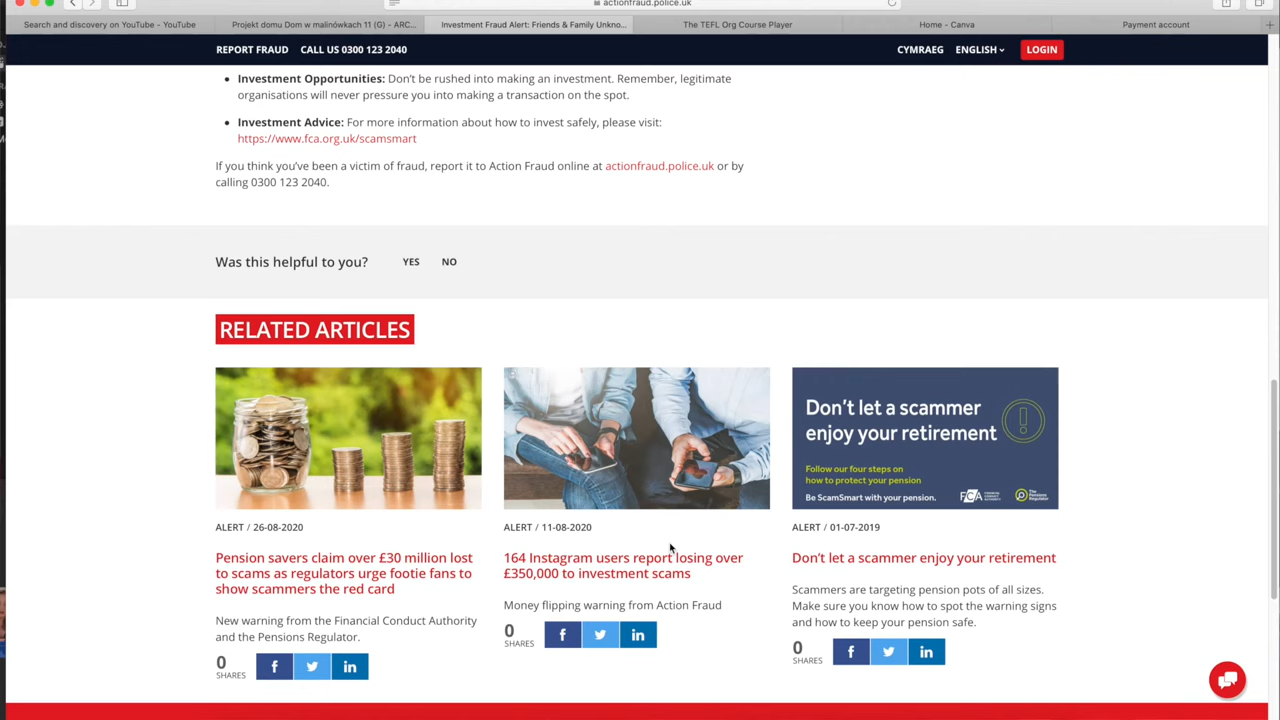 actionfraud.police.uk
Search and discovery on YouTube - YouTube
Projekt domu Dom w malinówkach 11 (G) - ARC...
Investment Fraud Alert: Friends & Family Unkno...
The TEFL Org Course Player
Home - Canva
Payment account
REPORT FRAUD CALL US 0300 123 2040
CYMRAEG ENGLISH LOGIN
Investment Opportunities: Don't be rushed into making an investment. Remember, legitimate
organisations will never pressure you into making a transaction on the spot.
Investment Advice: For more information about how to invest safely, please visit:
https://www.fca.org.uk/scamsmart
If you think you've been a victim of fraud, report it to Action Fraud online at actionfraud.police.uk or by
calling 0300 123 2040.
Was this helpful to you? YES NO
RELATED ARTICLES
ALERT / 26-08-2020
Pension savers claim over £30 million lost
to scams as regulators urge footie fans to
show scammers the red card
New warning from the Financial Conduct Authority
and the Pensions Regulator.
0
SHARES
ALERT / 11-08-2020
164 Instagram users report losing over
£350,000 to investment scams
Money flipping warning from Action Fraud
0
SHARES
Don't let a scammer
enjoy your retirement
Follow our four steps on
how to protect your pension
Be ScamSmart with your pension.
FCA
The Pensions Regulator
ALERT / 01-07-2019
Don't let a scammer enjoy your retirement
Scammers are targeting pension pots of all sizes.
Make sure you know how to spot the warning signs
and how to keep your pension safe.
0
SHARES